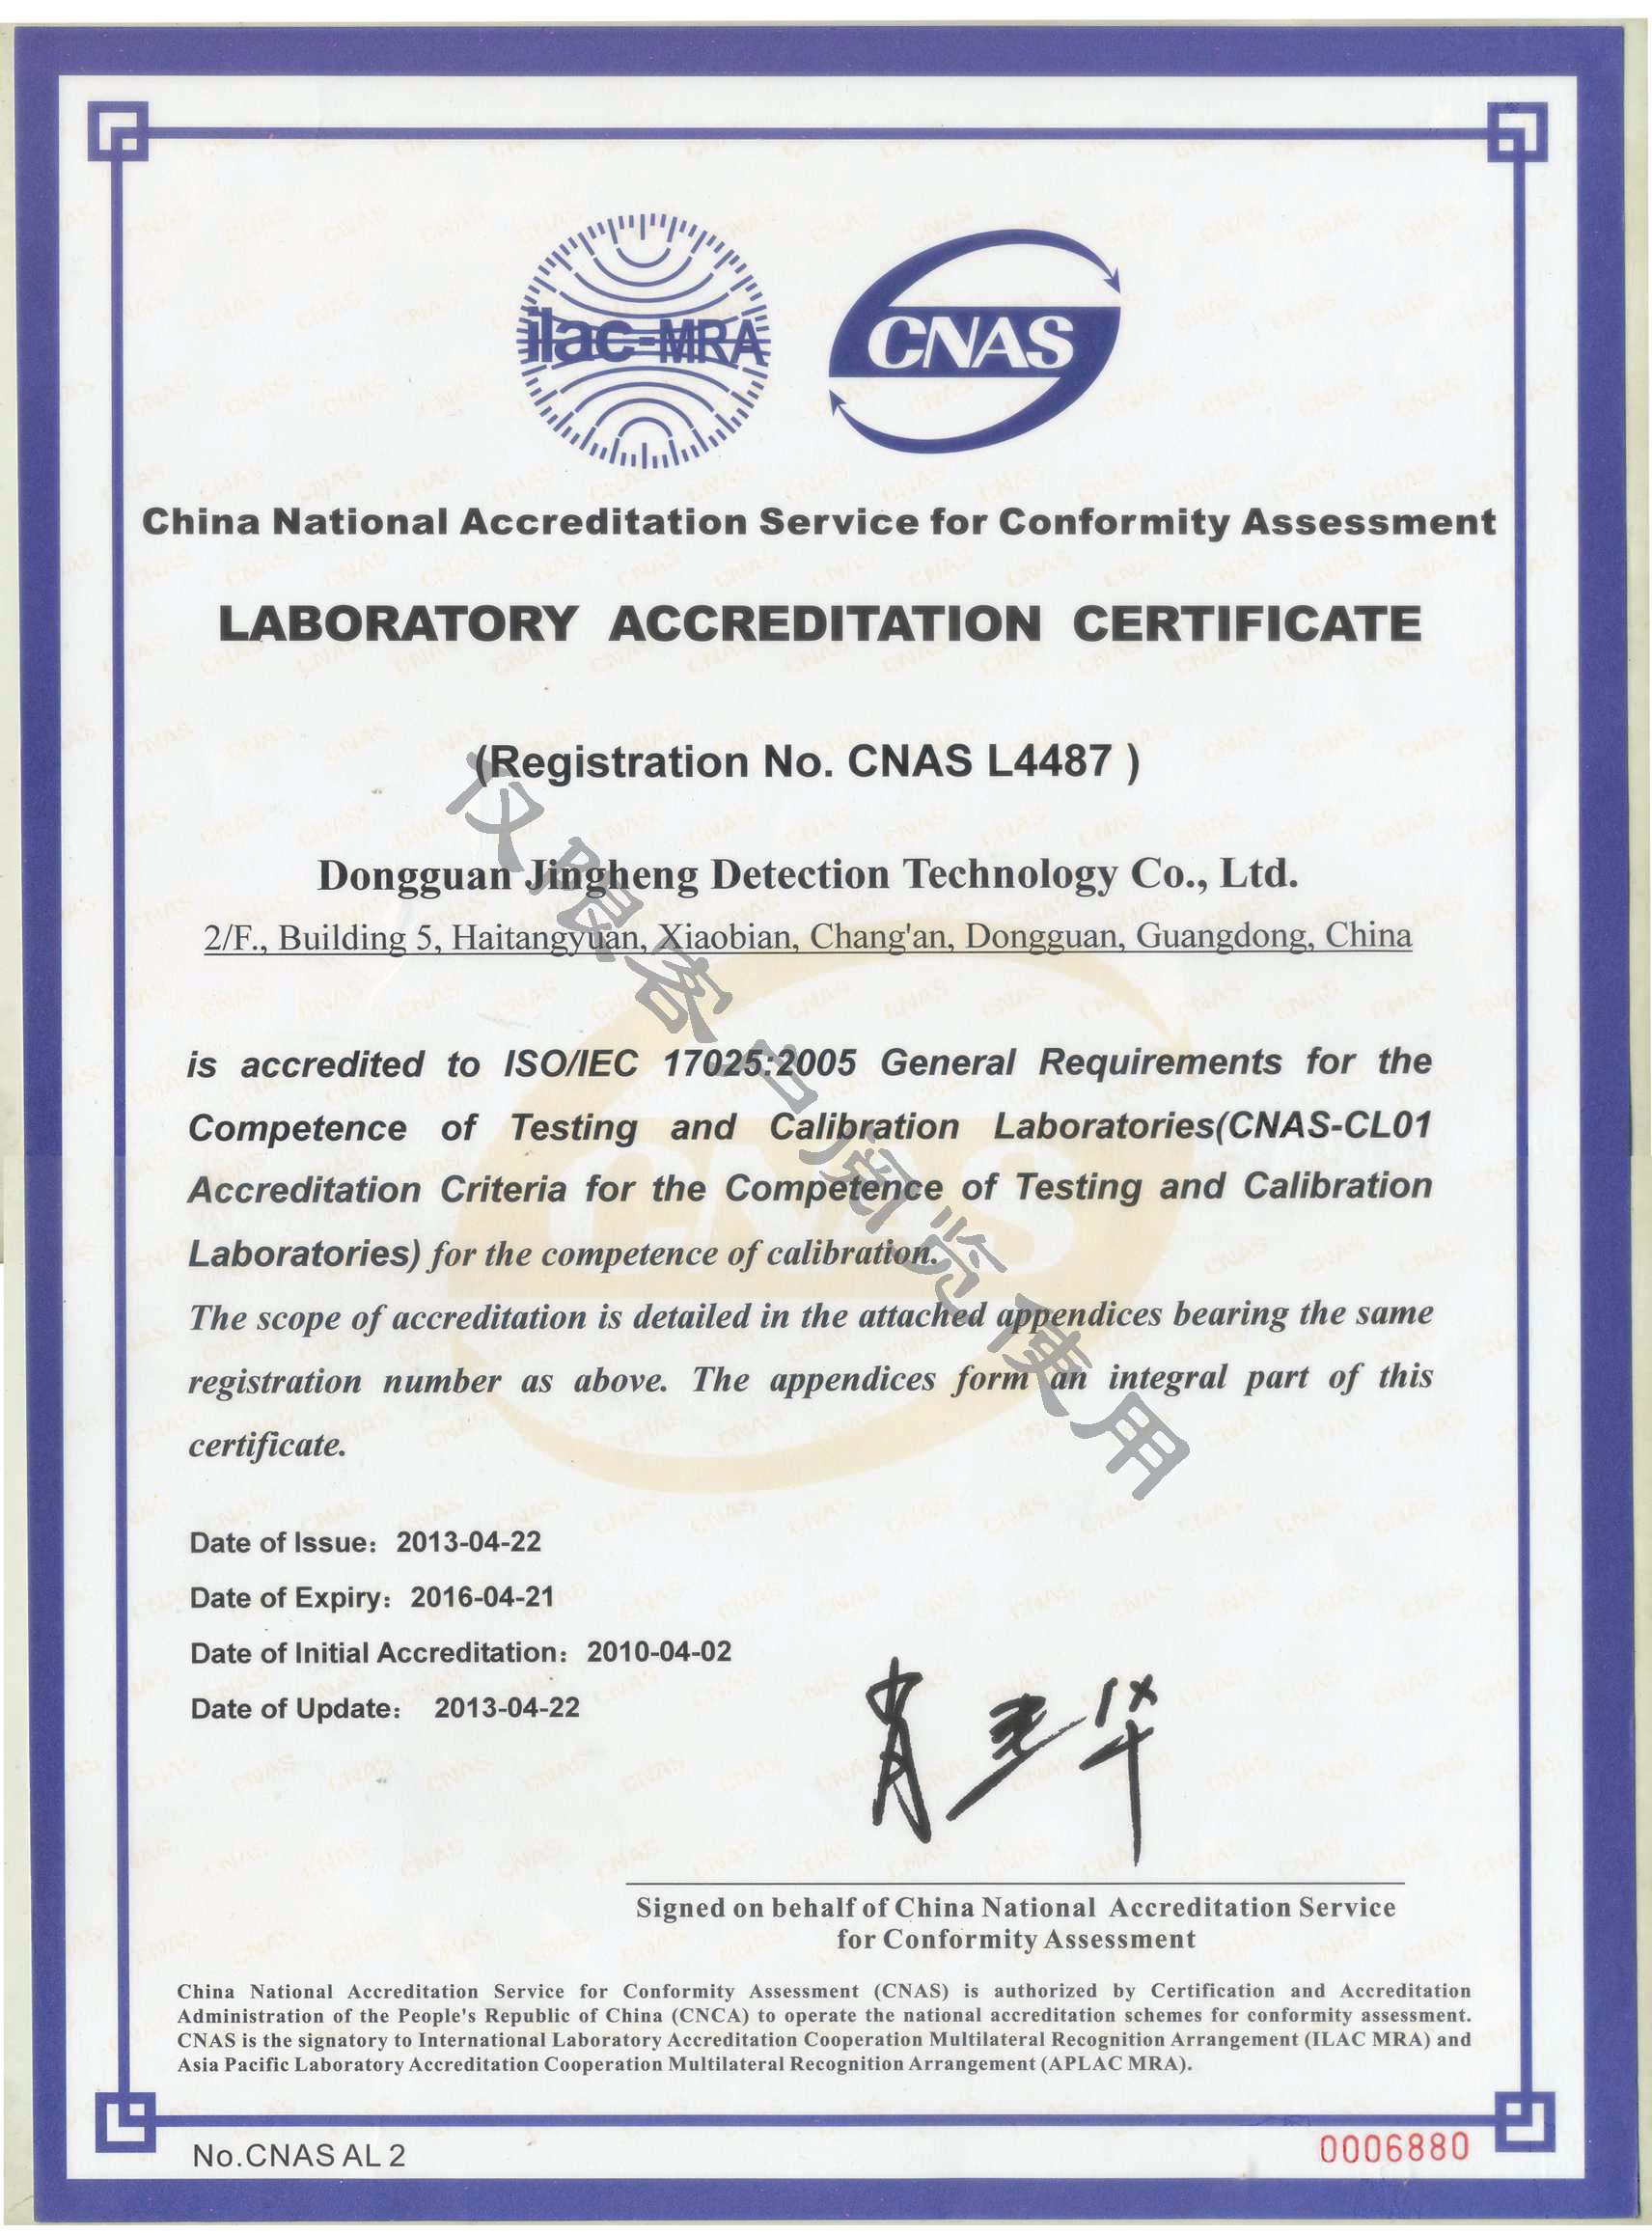 ilac-MRA
CNAS
China National Accreditation Service for Conformity Assessment
LABORATORY ACCREDITATION CERTIFICATE
(Registration No. CNAS L4487 )
Dongguan Jingheng Detection Technology Co., Ltd.
2/F., Building 5, Haitangyuan, Xiaobian, Chang'an, Dongguan, Guangdong, China
is accredited to ISO/IEC 17025:2005 General Requirements for the
Competence of Testing and Calibration Laboratories(CNAS-CL01
Accreditation Criteria for the Competence of Testing and Calibration
Laboratories) for the competence of calibration.
The scope of accreditation is detailed in the attached appendices bearing the same
registration number as above. The appendices form an integral part of this
certificate.
仅限客户阅览使用
Date of Issue：2013-04-22
Date of Expiry：2016-04-21
Date of Initial Accreditation：2010-04-02
Date of Update： 2013-04-22
Signed on behalf of China National Accreditation Service
for Conformity Assessment
China National Accreditation Service for Conformity Assessment (CNAS) is authorized by Certification and Accreditation
Administration of the People's Republic of China (CNCA) to operate the national accreditation schemes for conformity assessment.
CNAS is the signatory to International Laboratory Accreditation Cooperation Multilateral Recognition Arrangement (ILAC MRA) and
Asia Pacific Laboratory Accreditation Cooperation Multilateral Recognition Arrangement (APLAC MRA).
No.CNAS AL 2
0006880